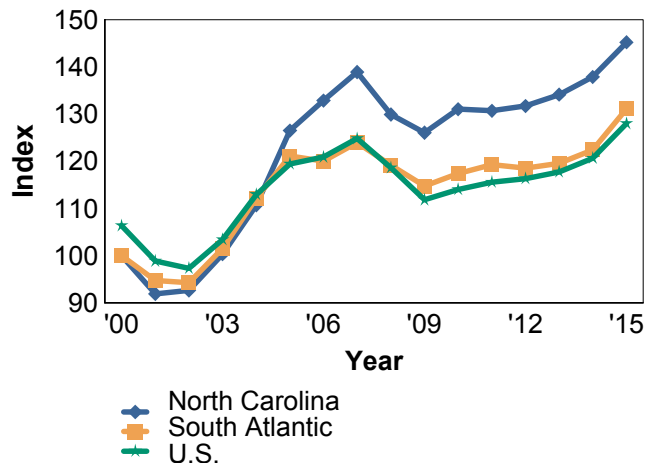 150
140
130
120
110
100
90
Index
'00 '03 '06 '09 '12 '15
Year
North Carolina
South Atlantic
U.S.